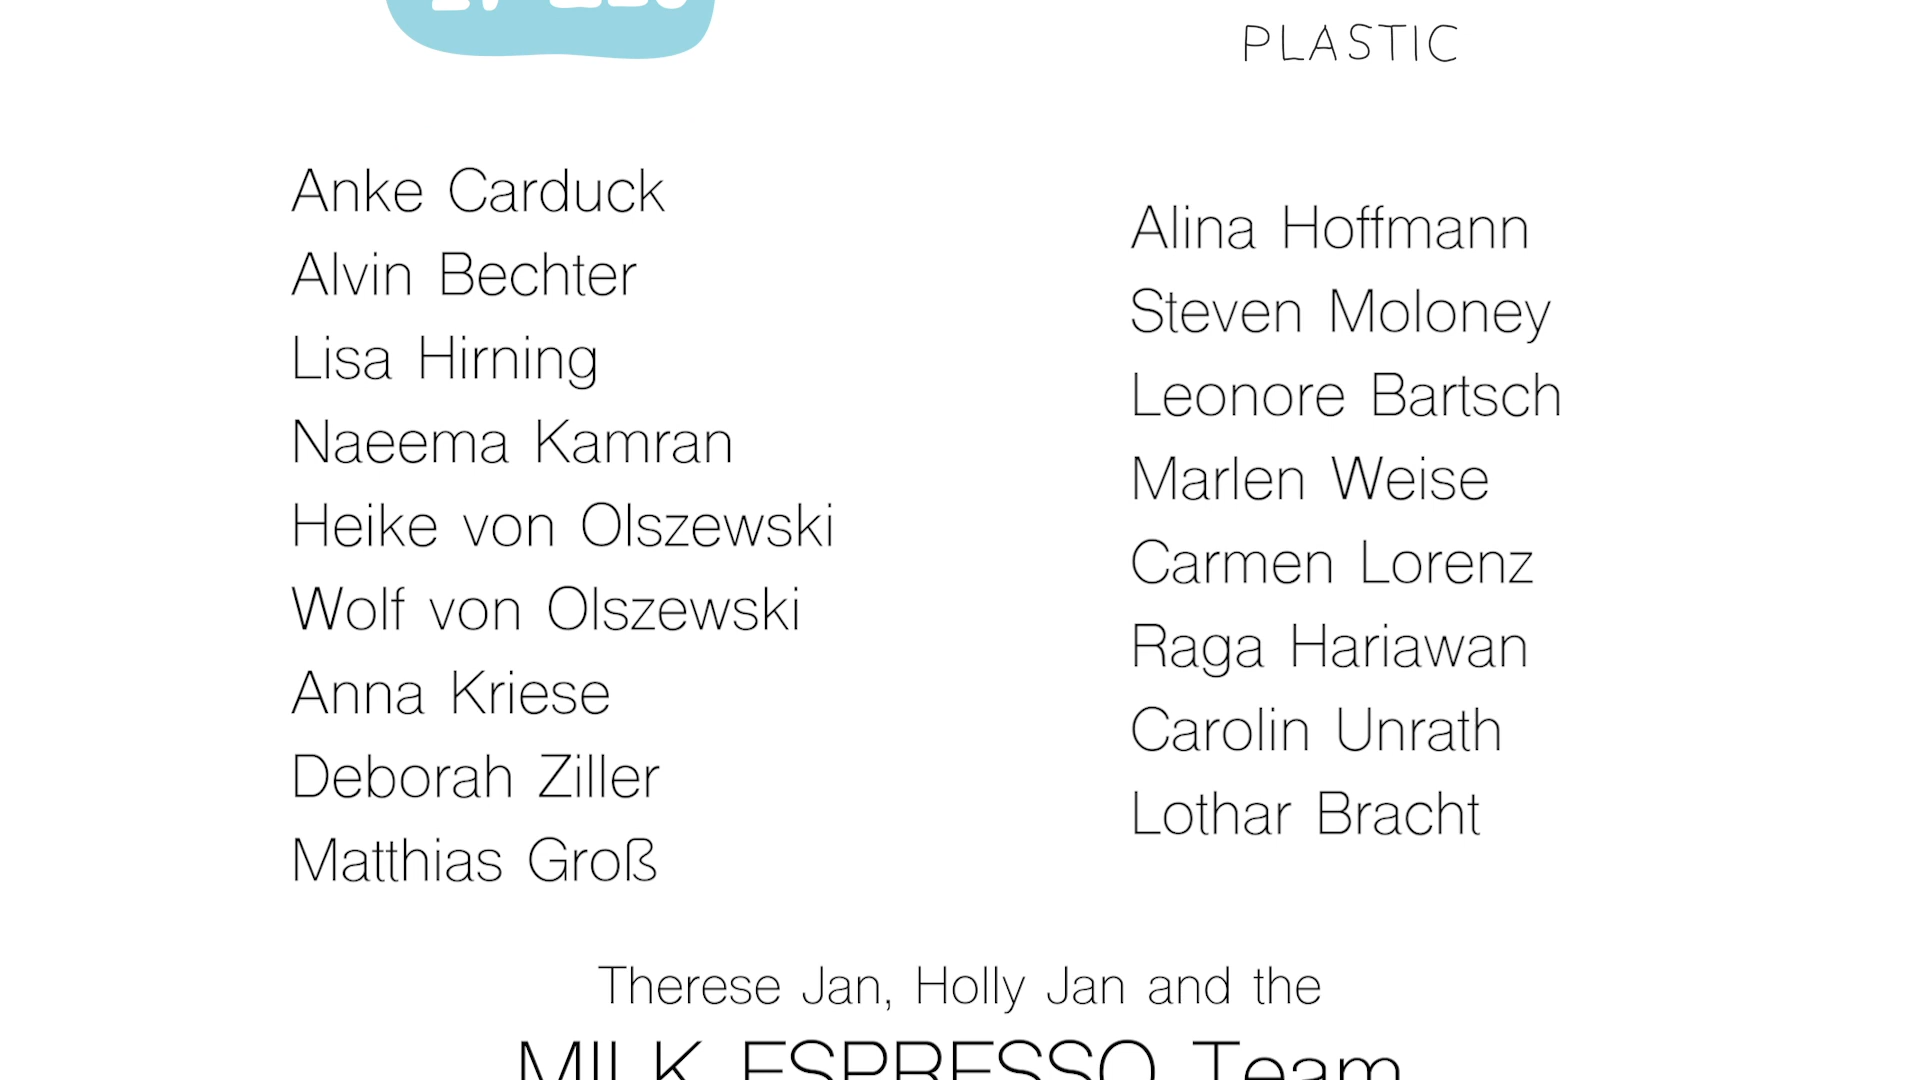 PLASTIC
Anke Carduck
Alvin Bechter
Lisa Hirning
Naeema Kamran
Heike von Olszewski
Wolf von Olszewski
Anna Kriese
Deborah Ziller
Matthias Groß
Alina Hoffmann
Steven Moloney
Leonore Bartsch
Marlen Weise
Carmen Lorenz
Raga Hariawan
Carolin Unrath
Lothar Bracht
Therese Jan, Holly Jan and the
MILK ESPRESSO Team